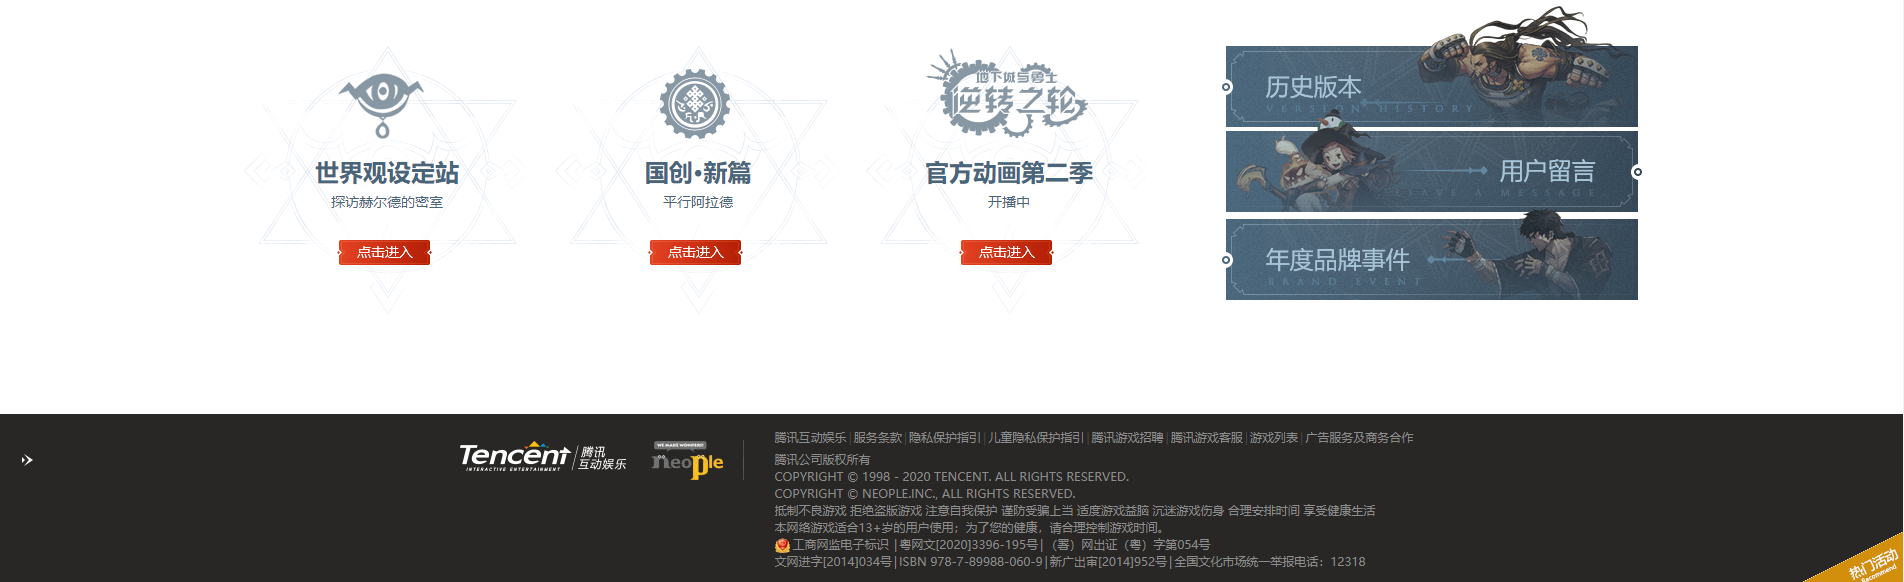 地下城与勇士
逆转之轮
世界观设定站
探访赫尔德的密室
点击进入
国创·新篇
平行阿拉德
点击进入
官方动画第二季
开播中
点击进入
历史版本
VERSION HISTORY
用户留言
LEAVE A MESSAGE
年度品牌事件
BRAND EVENT
Tencent 腾讯
INTERACTIVE ENTERTAINMENT 互动娱乐
WE MAKE WONDERS!
neople
腾讯互动娱乐 | 服务条款 | 隐私保护指引 | 儿童隐私保护指引 | 腾讯游戏招聘 | 腾讯游戏客服 | 游戏列表 | 广告服务及商务合作
腾讯公司版权所有
COPYRIGHT © 1998 - 2020 TENCENT. ALL RIGHTS RESERVED.
COPYRIGHT © NEOPLE.INC., ALL RIGHTS RESERVED.
抵制不良游戏 拒绝盗版游戏 注意自我保护 谨防受骗上当 适度游戏益脑 沉迷游戏伤身 合理安排时间 享受健康生活
本网络游戏适合13+岁的用户使用；为了您的健康，请合理控制游戏时间。
工商网监电子标识 | 粤网文[2020]3396-195号 | （署）网出证（粤）字第054号
文网进字[2014]034号 | ISBN 978-7-89988-060-9 | 新广出审[2014]952号 | 全国文化市场统一举报电话：12318
热门活动
Recommend